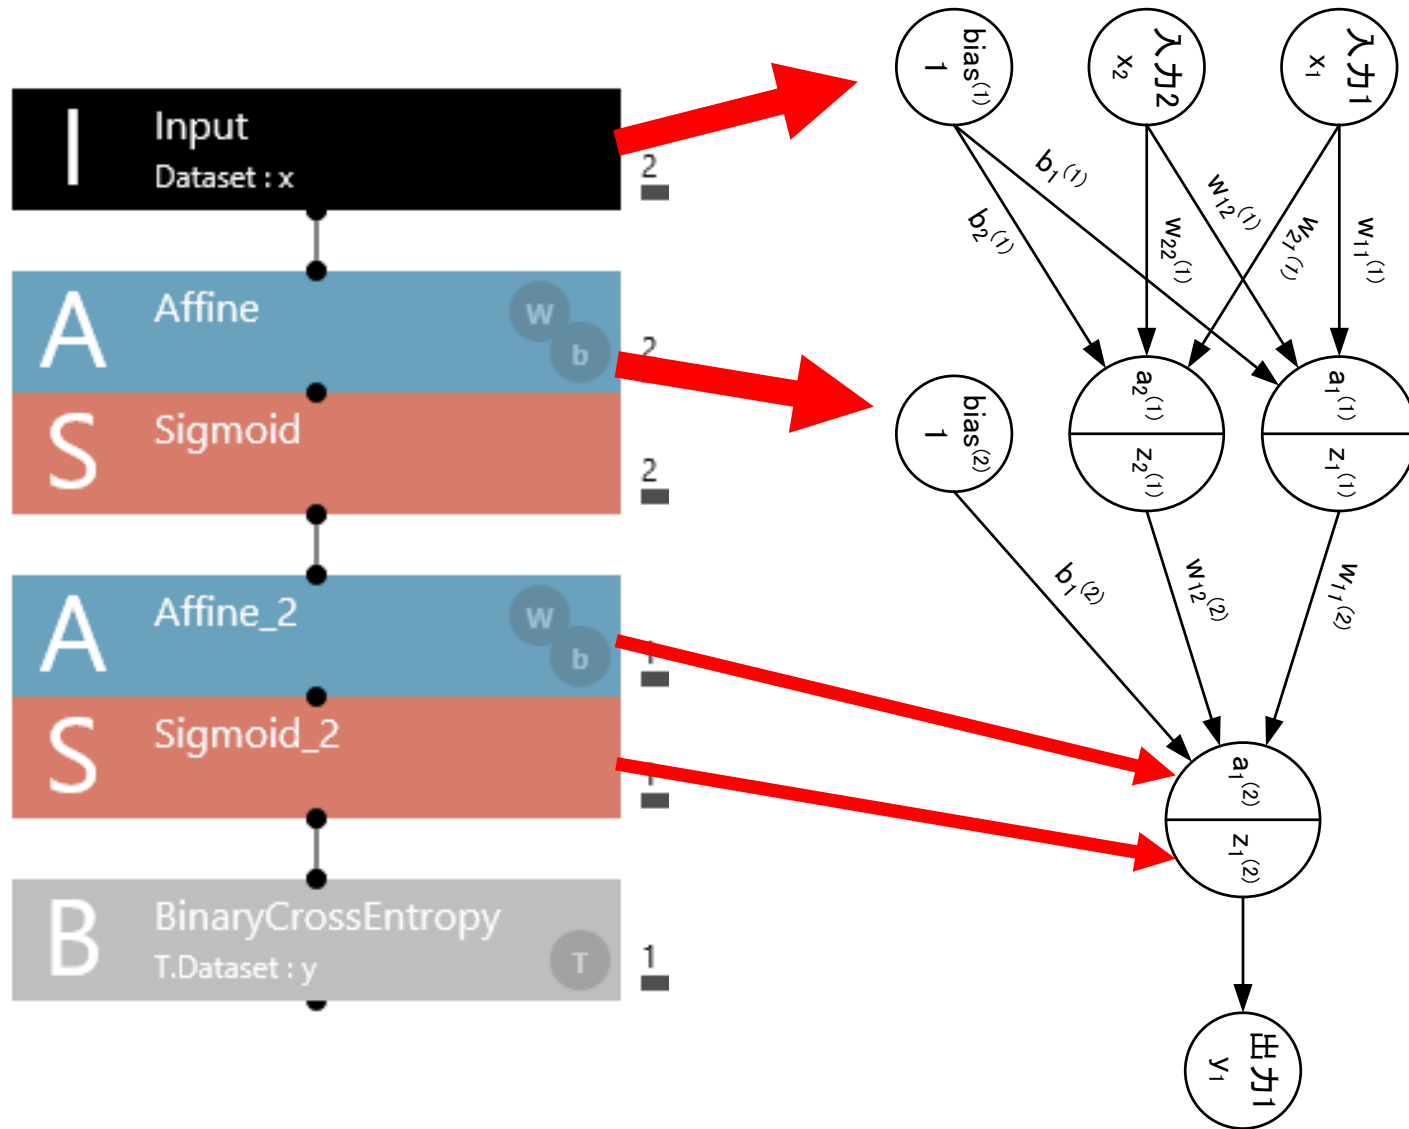 I
Input
Dataset : x
2
A
Affine
W
b
2
S
Sigmoid
2
A
Affine_2
W
b
S
Sigmoid_2
B
BinaryCrossEntropy
T.Dataset : y
T
1
bias⁽¹⁾
1
入力2
x₂
入力1
x₁
b₁⁽¹⁾
b₂⁽¹⁾
w₂₂⁽¹⁾
w₁₂⁽¹⁾
w₂₁⁽¹⁾
w₁₁⁽¹⁾
bias⁽²⁾
1
a₂⁽¹⁾
z₂⁽¹⁾
a₁⁽¹⁾
z₁⁽¹⁾
b₁⁽²⁾
w₁₂⁽²⁾
w₁₁⁽²⁾
a₁⁽²⁾
z₁⁽²⁾
出力1
y₁